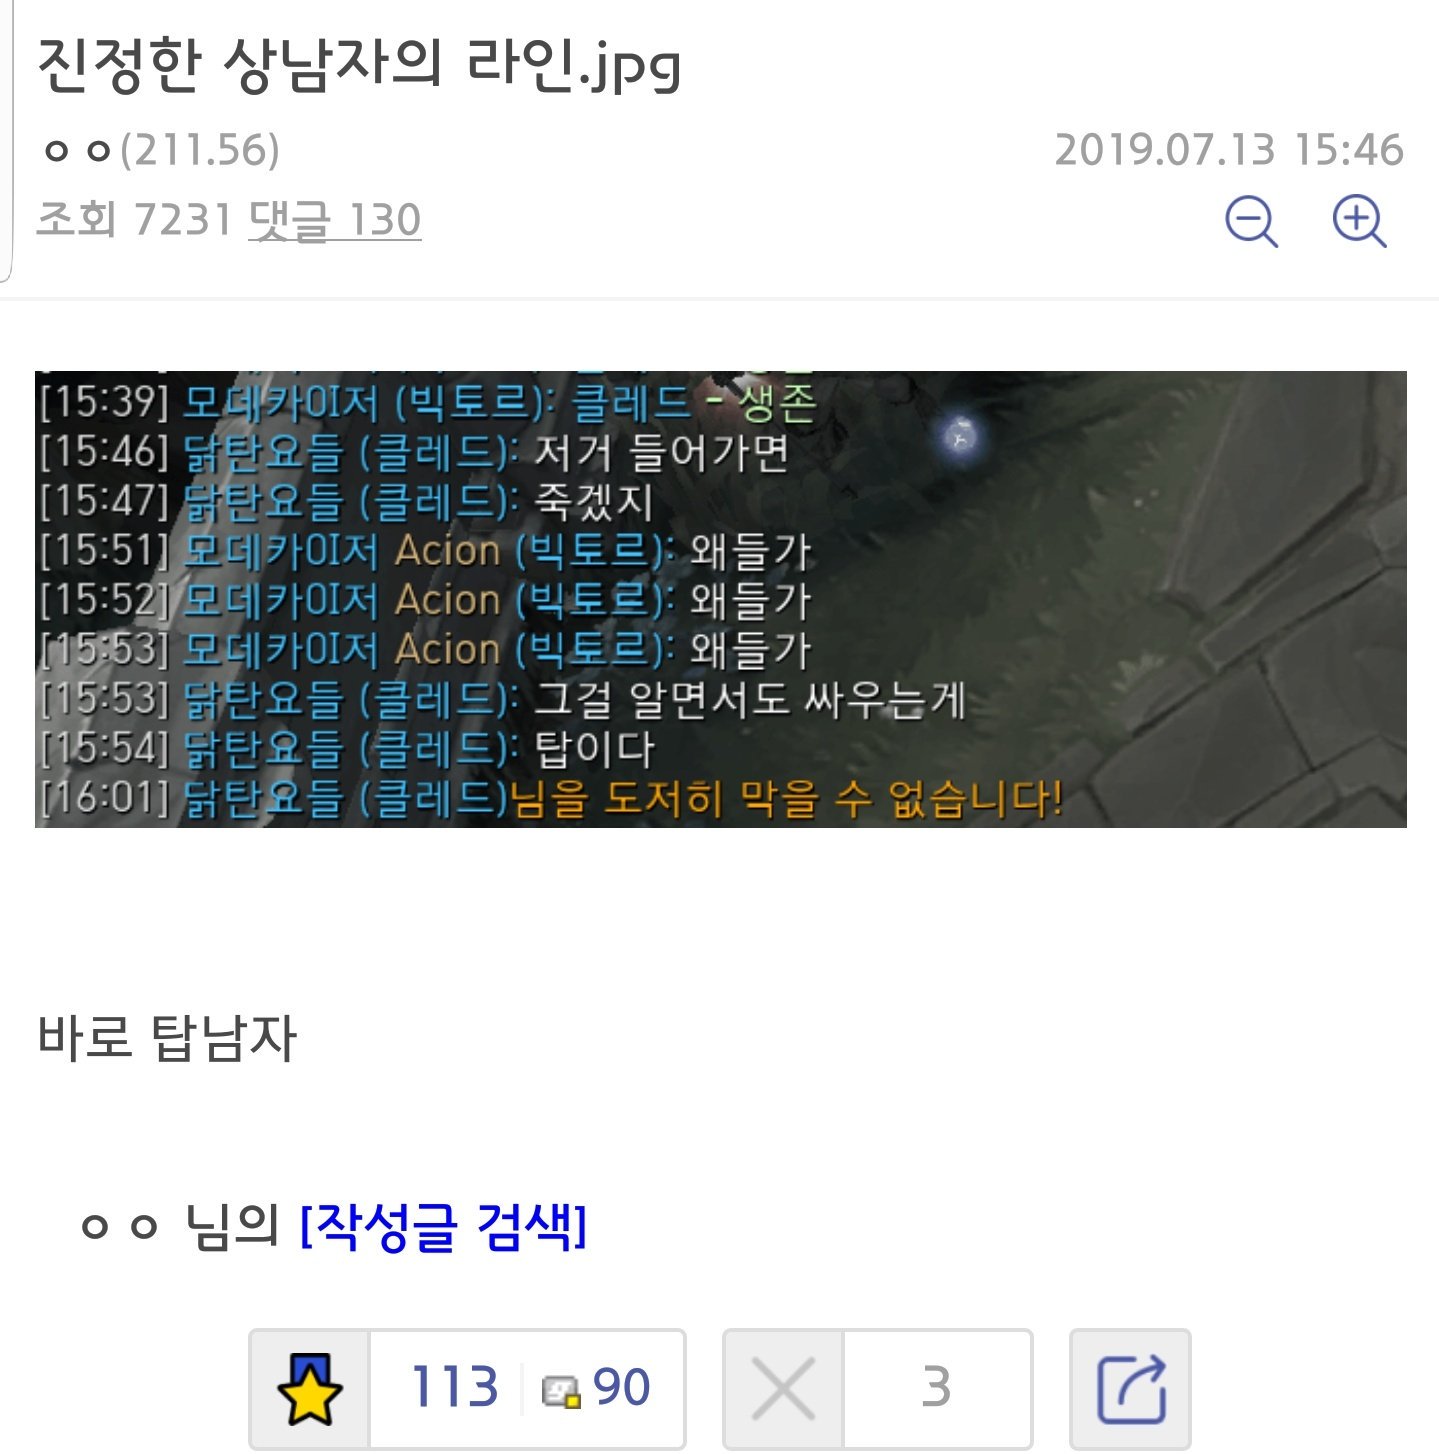 진정한 상남자의 라인.jpg
ㅇㅇ(211.56) 2019.07.13 15:46
조회 7231 댓글 130
[15:39] 모데카이저 (빅토르): 클레드 - 생존
[15:46] 닭탄요들 (클레드): 저거 들어가면
[15:47] 닭탄요들 (클레드): 죽겠지
[15:51] 모데카이저 Acion (빅토르): 왜들가
[15:52] 모데카이저 Acion (빅토르): 왜들가
[15:53] 모데카이저 Acion (빅토르): 왜들가
[15:53] 닭탄요들 (클레드): 그걸 알면서도 싸우는게
[15:54] 닭탄요들 (클레드): 탑이다
[16:01] 닭탄요들 (클레드)님을 도저히 막을 수 없습니다!
바로 탑남자
ㅇㅇ 님의 [작성글 검색]
113 90 3